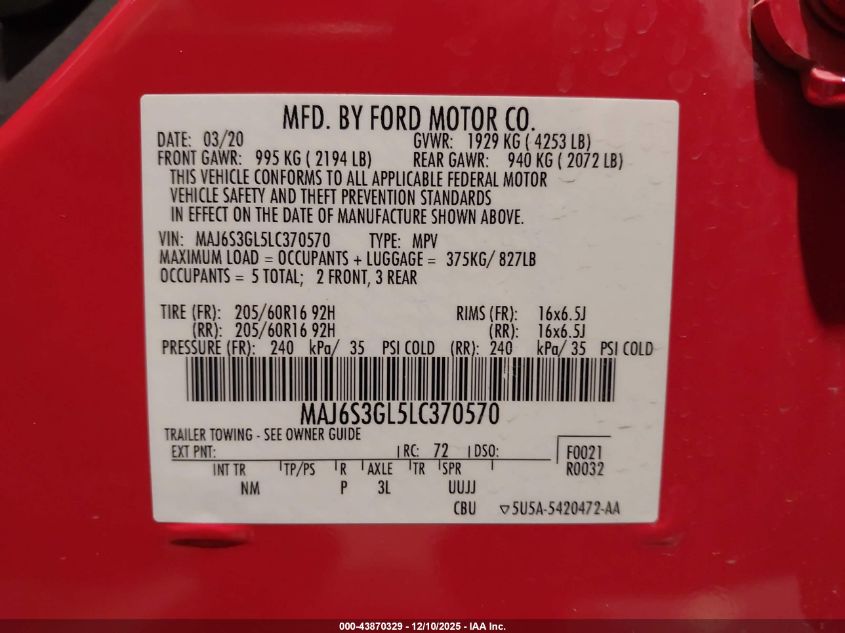 MFD. BY FORD MOTOR CO.
DATE: 03/20 GVWR: 1929 KG ( 4253 LB)
FRONT GAWR: 995 KG ( 2194 LB) REAR GAWR: 940 KG ( 2072 LB)
THIS VEHICLE CONFORMS TO ALL APPLICABLE FEDERAL MOTOR
VEHICLE SAFETY AND THEFT PREVENTION STANDARDS
IN EFFECT ON THE DATE OF MANUFACTURE SHOWN ABOVE.
VIN: MAJ6S3GL5LC370570 TYPE: MPV
MAXIMUM LOAD = OCCUPANTS + LUGGAGE = 375KG/ 827LB
OCCUPANTS = 5 TOTAL; 2 FRONT, 3 REAR
TIRE (FR): 205/60R16 92H RIMS (FR): 16x6.5J
(RR): 205/60R16 92H (RR): 16x6.5J
PRESSURE (FR): 240 kPa/ 35 PSI COLD (RR): 240 kPa/ 35 PSI COLD
MAJ6S3GL5LC370570
TRAILER TOWING - SEE OWNER GUIDE
EXT PNT: RC: 72 DSO: F0021
R0032
INT TR TP/PS R AXLE TR SPR
NM P 3L UUJJ
CBU ▽5U5A-5420472-AA
000-43870329 - 12/10/2025 - IAA Inc.